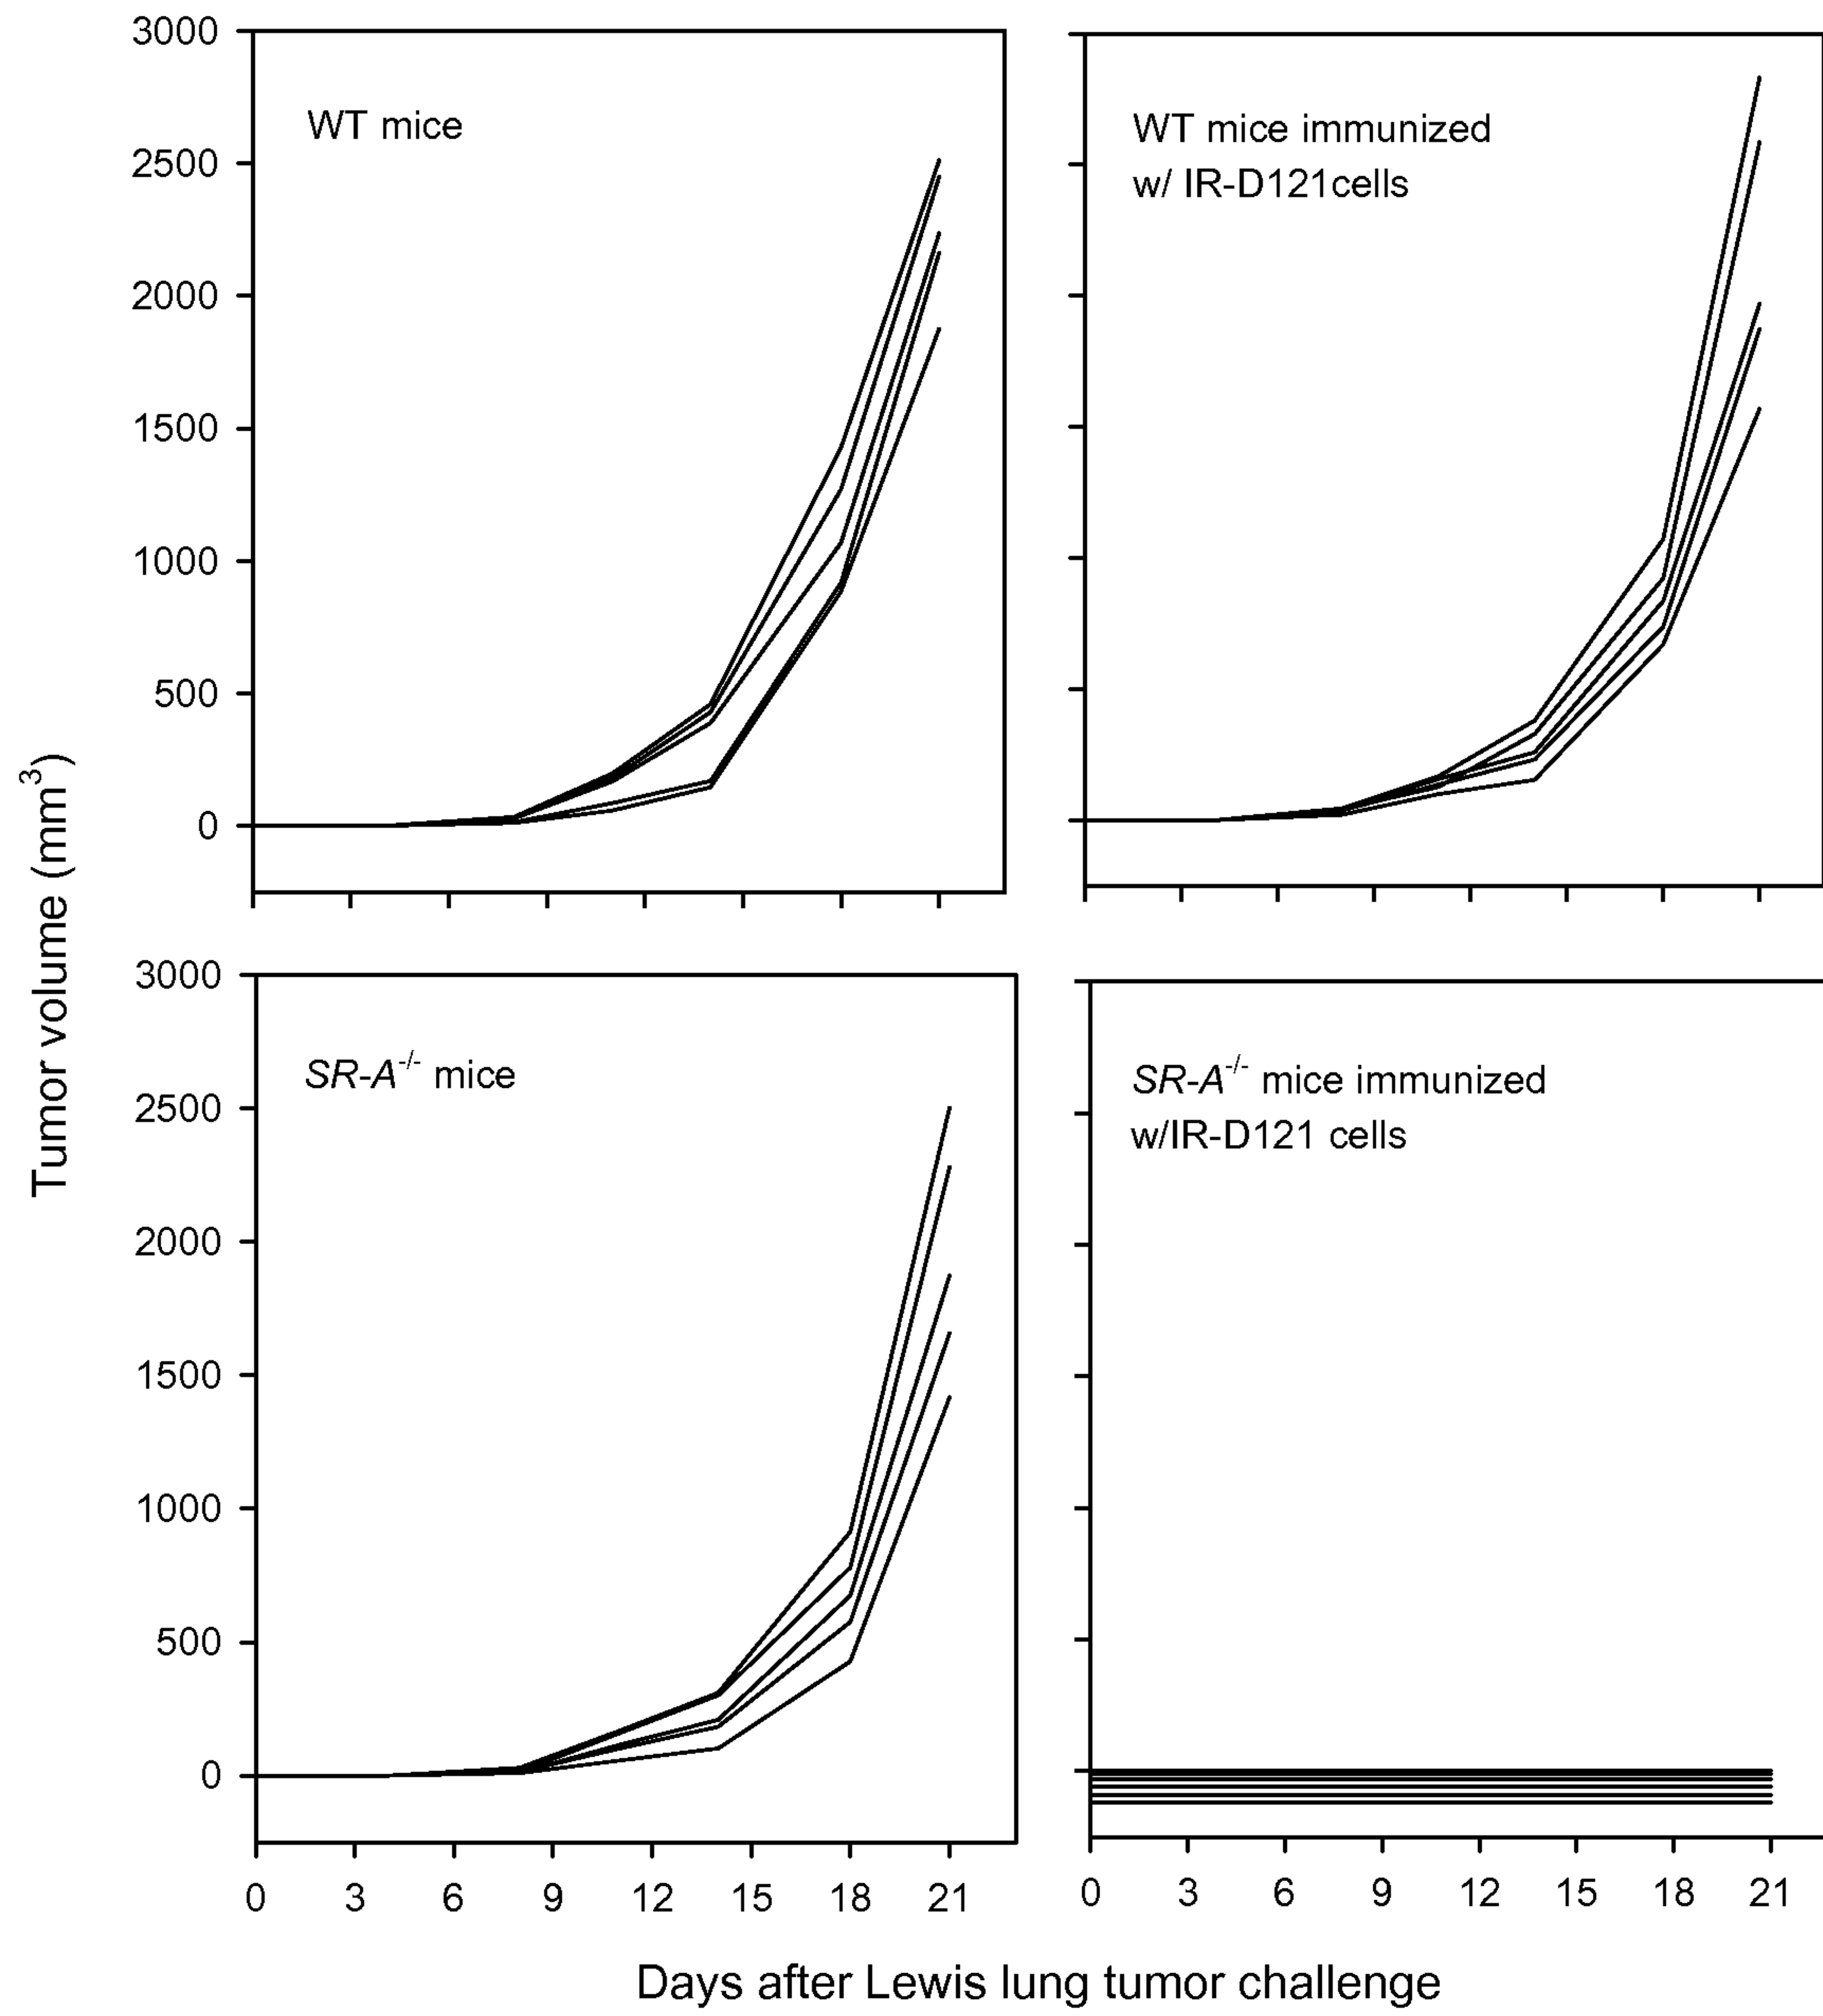 3000
2500
2000
1500
1000
500
0
WT mice
WT mice immunized
w/ IR-D121cells
Tumor volume (mm³)
3000
2500
2000
1500
1000
500
0
SR-A⁻/⁻ mice
SR-A⁻/⁻ mice immunized
w/IR-D121 cells
0 3 6 9 12 15 18 21
0 3 6 9 12 15 18 21
Days after Lewis lung tumor challenge